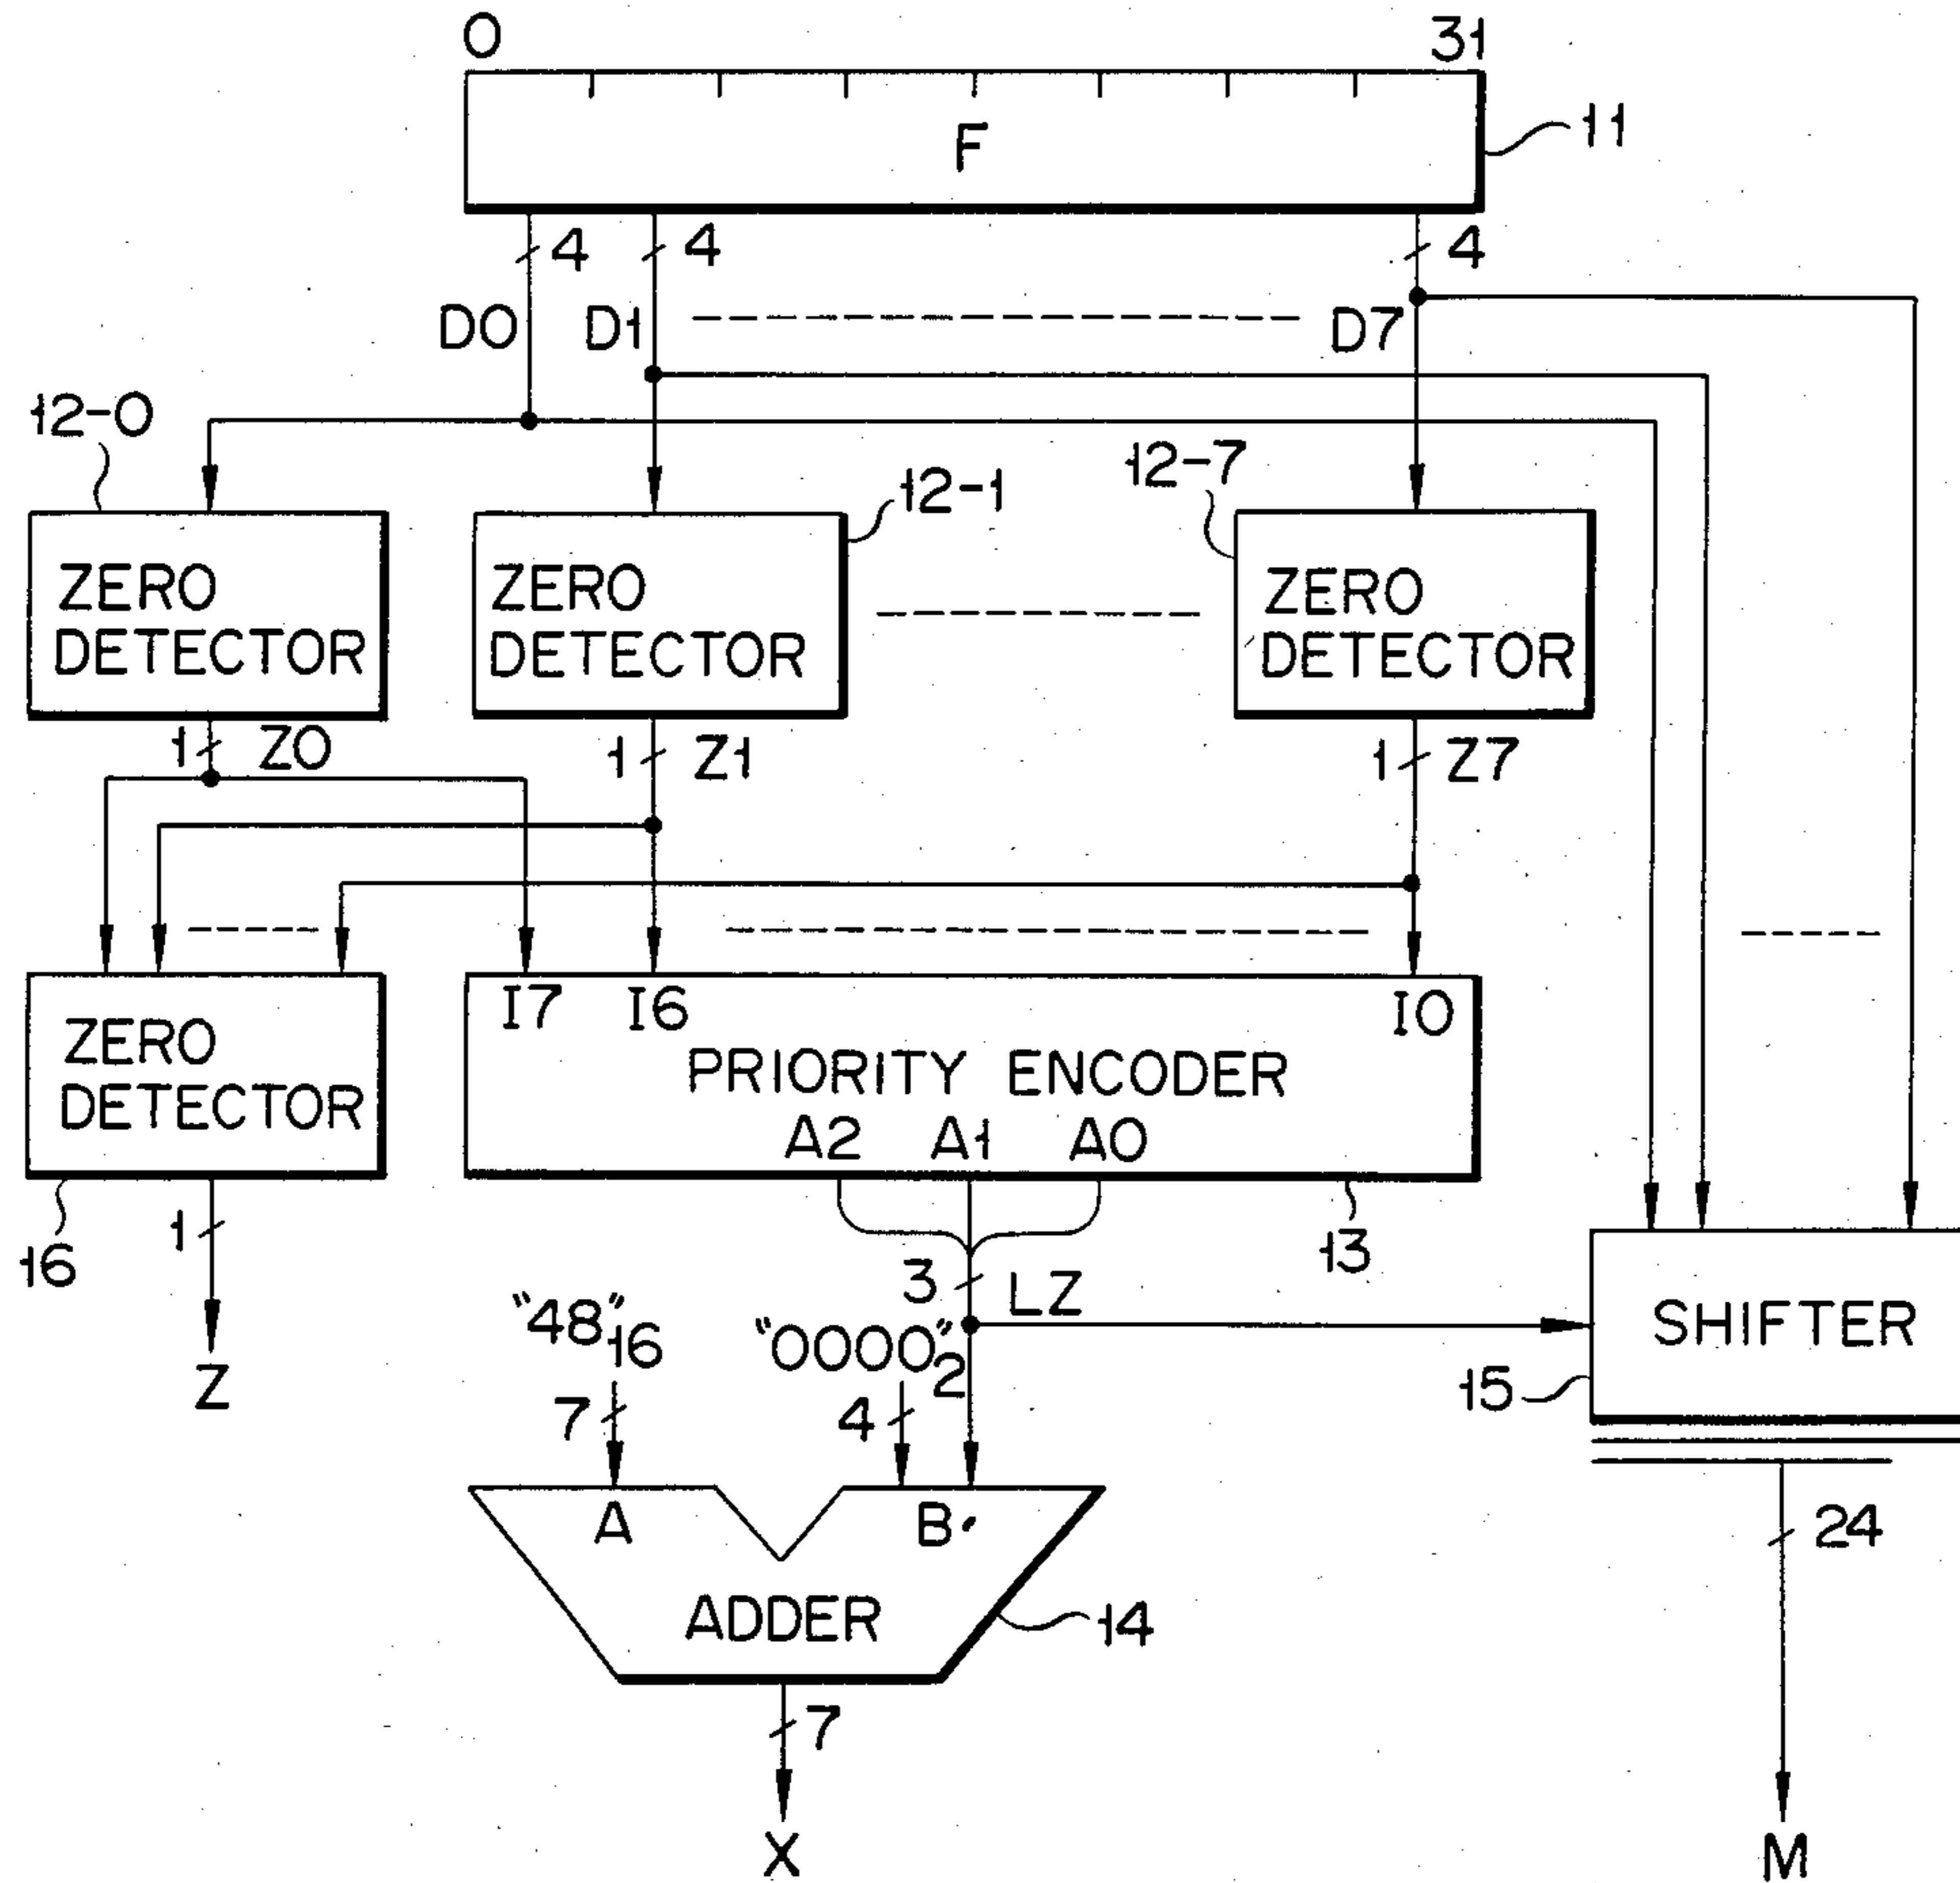 0 31
F
11
4 4 4
D0 D1 D7
12-0
12-1
12-7
ZERO
DETECTOR
ZERO
DETECTOR
ZERO
DETECTOR
1 Z0
1 Z1
1 Z7
ZERO
DETECTOR
I7 I6 I0
PRIORITY ENCODER
A2 A1 A0
16
1
Z
13
3 LZ
"48"16
"0000"2
7
4
SHIFTER
15
A B
ADDER
14
24
7
X
M